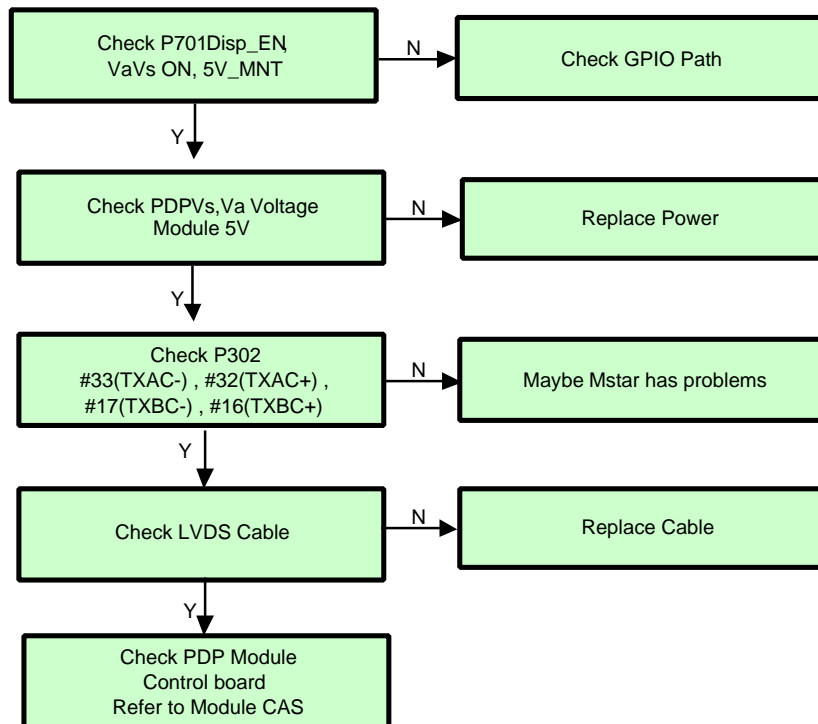 Check P701Disp_EN,
VaVs ON, 5V_MNT
N
Check GPIO Path
Y
Check PDPVs,Va Voltage
Module 5V
N
Replace Power
Y
Check P302
#33(TXAC-) , #32(TXAC+) ,
#17(TXBC-) , #16(TXBC+)
N
Maybe Mstar has problems
Y
Check LVDS Cable
N
Replace Cable
Y
Check PDP Module
Control board
Refer to Module CAS